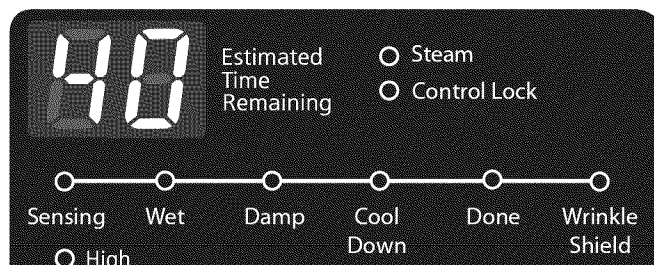 40
Estimated
Time
Remaining
Steam
Control Lock
Sensing
Wet
Damp
Cool
Down
Done
Wrinkle
Shield
High